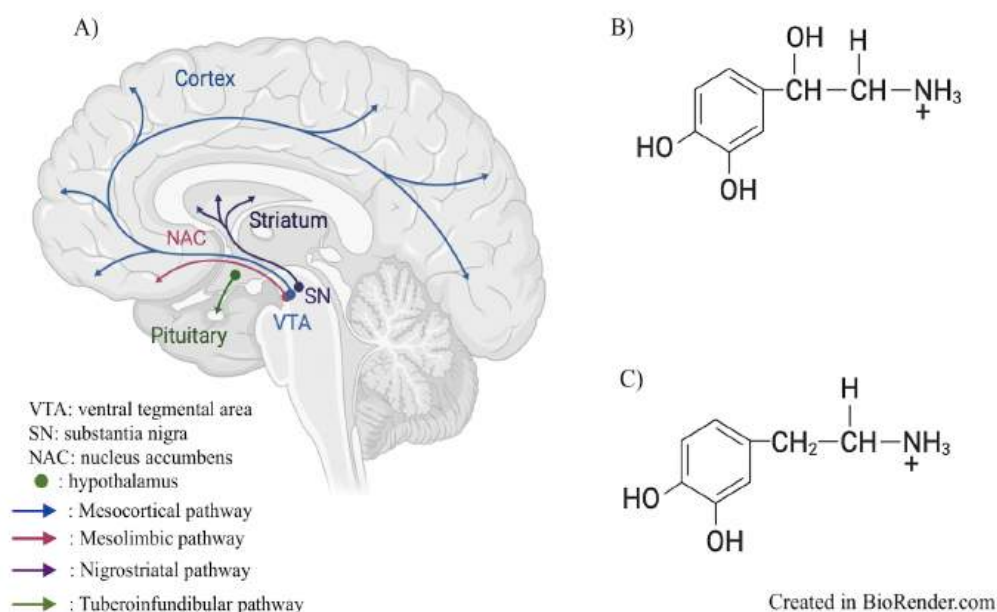 A)
Cortex
NAC
Striatum
SN
VTA
Pituitary
VTA: ventral tegmental area
SN: substantia nigra
NAC: nucleus accumbens
: hypothalamus
: Mesocortical pathway
: Mesolimbic pathway
: Nigrostriatal pathway
: Tuberoinfundibular pathway
B)
OH H
CH—CH—NH₃
+
HO
OH
C)
H
CH₂—CH—NH₃
+
HO
OH
Created in BioRender.com